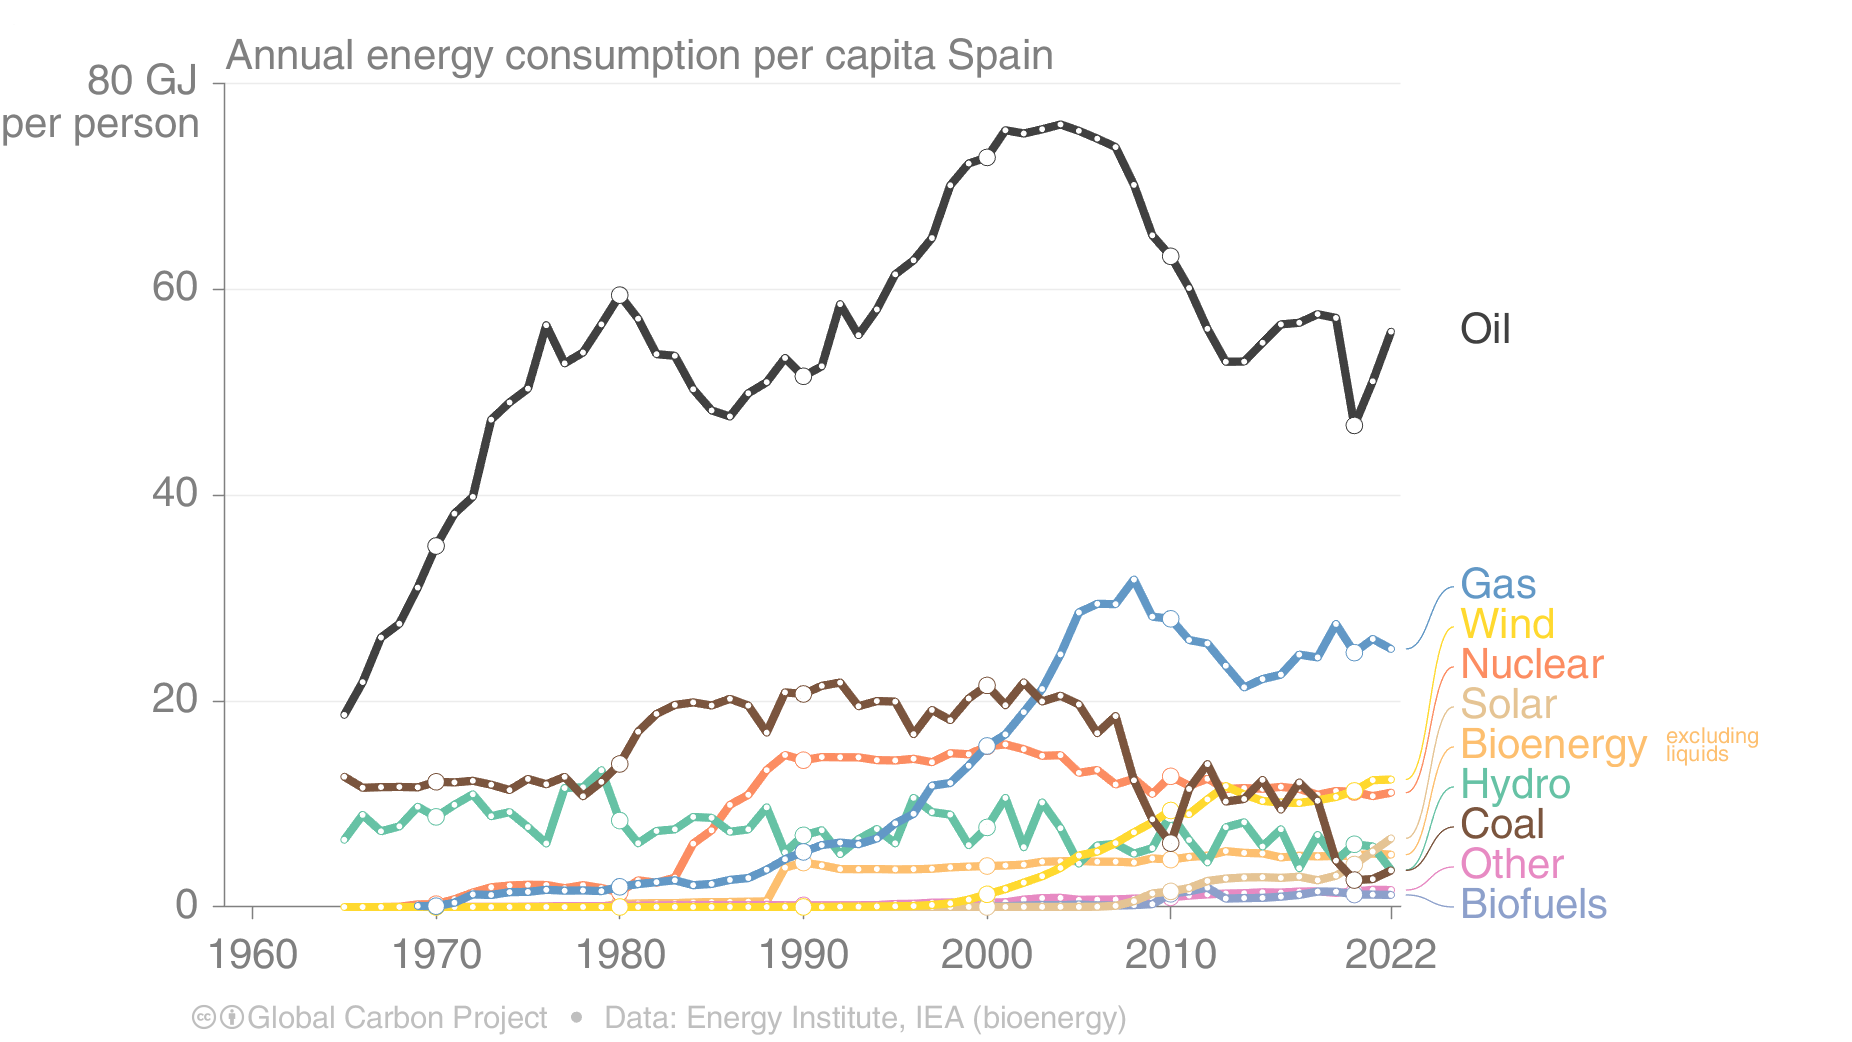 Annual energy consumption per capita Spain
80 GJ
per person
60
40
20
0
1960 1970 1980 1990 2000 2010 2022
Oil
Gas
Wind
Nuclear
Solar
Bioenergy excluding liquids
Hydro
Coal
Other
Biofuels
cc Global Carbon Project • Data: Energy Institute, IEA (bioenergy)